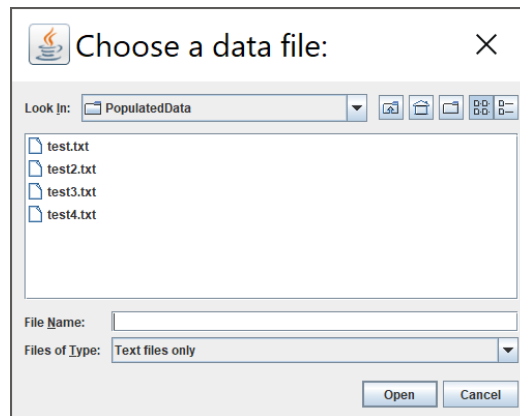 Choose a data file:
Look In: PopulatedData
test.txt
test2.txt
test3.txt
test4.txt
File Name:
Files of Type: Text files only
Open Cancel